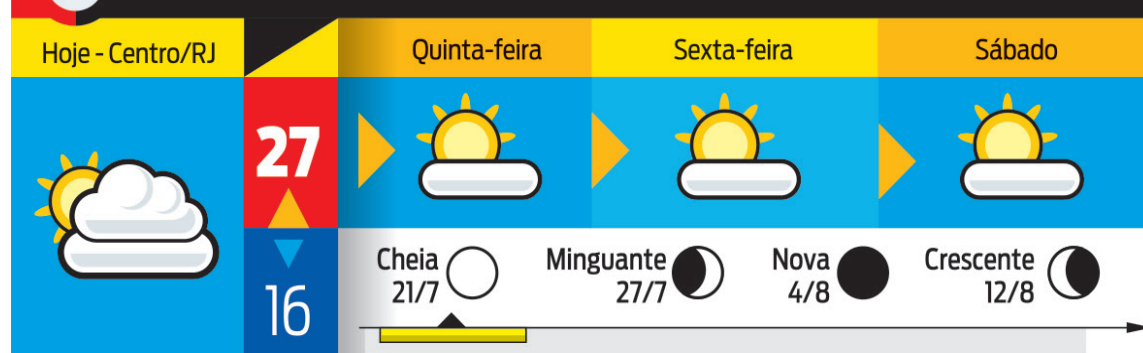 Hoje - Centro/RJ
Quinta-feira
Sexta-feira
Sábado
27
16
Cheia
21/7
Minguante
27/7
Nova
4/8
Crescente
12/8